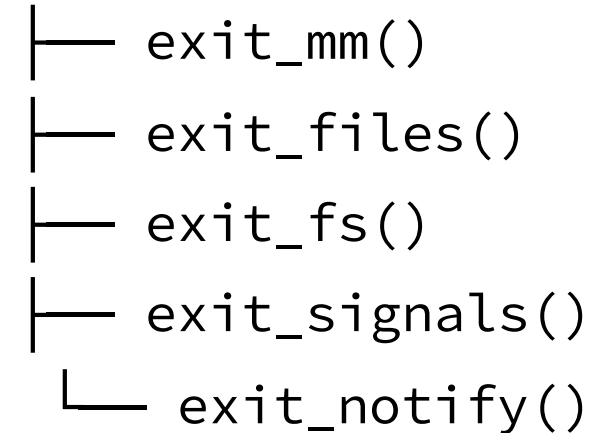 ├── exit_mm()
├── exit_files()
├── exit_fs()
├── exit_signals()
 └── exit_notify()